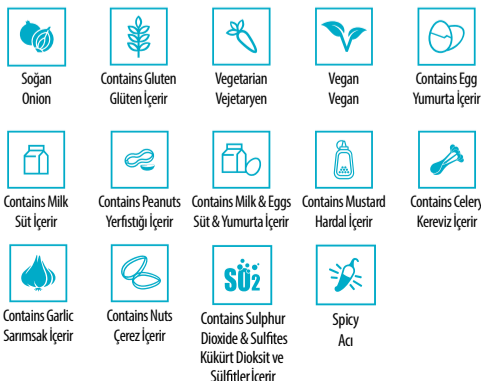 Soğan
Onion
Contains Gluten
Glüten İçerir
Vegetarian
Vejetaryen
Vegan
Vegan
Contains Egg
Yumurta İçerir
Contains Milk
Süt İçerir
Contains Peanuts
Yerfıstığı İçerir
Contains Milk & Eggs
Süt & Yumurta İçerir
Contains Mustard
Hardal İçerir
Contains Celery
Kereviz İçerir
Contains Garlic
Sarımsak İçerir
Contains Nuts
Çerez İçerir
SO2
Contains Sulphur
Dioxide & Sulfites
Kükürt Dioksit ve
Sülfitler İçerir
Spicy
Acı